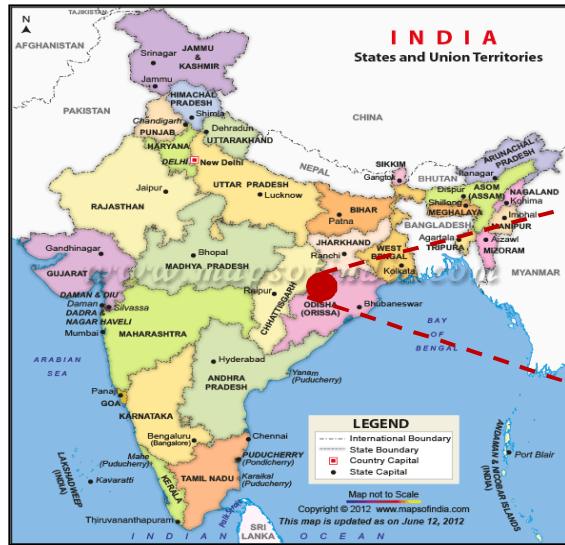 TAJIKISTAN
N
AFGHANISTAN
INDIA
States and Union Territories
JAMMU
&
KASHMIR
Srinagar
Jammu
HIMACHAL
PRADESH
Shimla
PAKISTAN
Chandigarh
PUNJAB
Dehradun
UTTARAKHAND
CHINA
HARYANA
DELHI
New Delhi
NEPAL
SIKKIM
Gangtok
BHUTAN
ARUNACHAL
PRADESH
Itanagar
Jaipur
RAJASTHAN
UTTAR PRADESH
Lucknow
Dispur
ASOM
(ASSAM)
NAGALAND
Kohima
Shillong
MEGHALAYA
Imphal
MANIPUR
BIHAR
Patna
BANGLADESH
Agartala
TRIPURA
Aizawl
MIZORAM
MYANMAR
JHARKHAND
Ranchi
WEST
BENGAL
Kolkata
Gandhinagar
GUJARAT
Bhopal
MADHYA PRADESH
DAMAN & DIU
Daman
Silvassa
DADRA &
NAGAR HAVELI
Mumbai
MAHARASHTRA
Raipur
CHHATTISGARH
ODISHA
(ORISSA)
Bhubaneswar
BAY
OF
BENGAL
ARABIAN
SEA
Hyderabad
ANDHRA
PRADESH
Yanam
(Puducherry)
Panaji
GOA
KARNATAKA
Bengaluru
(Bangalore)
Chennai
Mahe
(Puducherry)
PUDUCHERRY
(Pondicherry)
Karaikal
(Puducherry)
TAMIL NADU
KERALA
LAKSHADWEEP
(INDIA)
Kavaratti
Thiruvananthapuram
Palk Strait
SRI
LANKA
INDIAN OCEAN
ANDAMAN & NICOBAR ISLANDS
(INDIA)
Port Blair
LEGEND
International Boundary
State Boundary
Country Capital
State Capital
Map not to Scale
Copyright © 2012 www.mapsofindia.com
This map is updated as on June 12, 2012